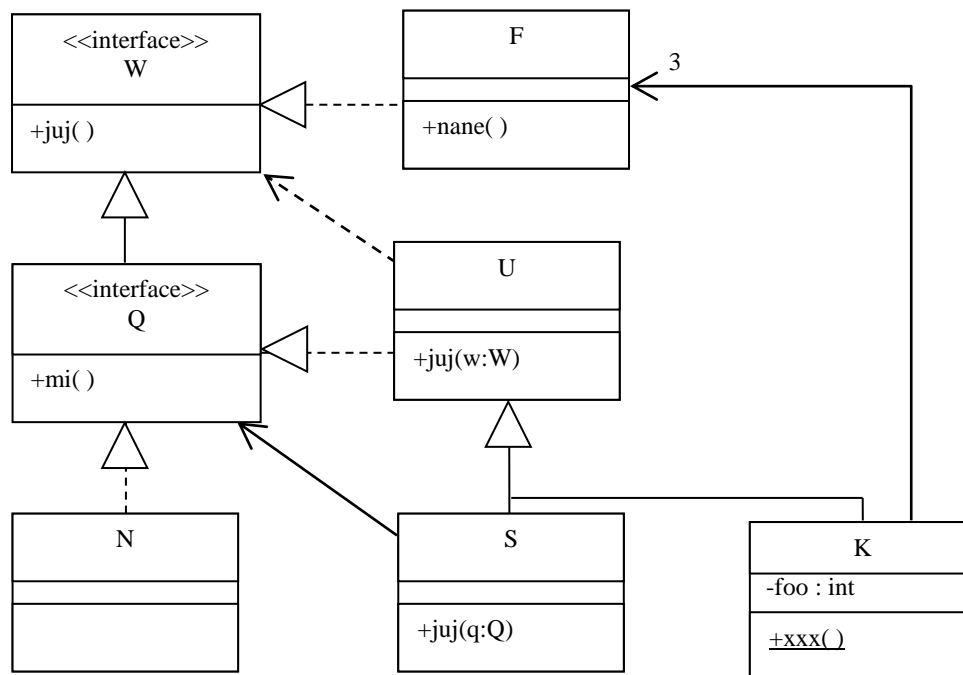 <<interface>>
W
+juj( )
F
+nane( )
3
<<interface>>
Q
+mi( )
U
+juj(w:W)
N
S
+juj(q:Q)
K
-foo : int
+xxx( )